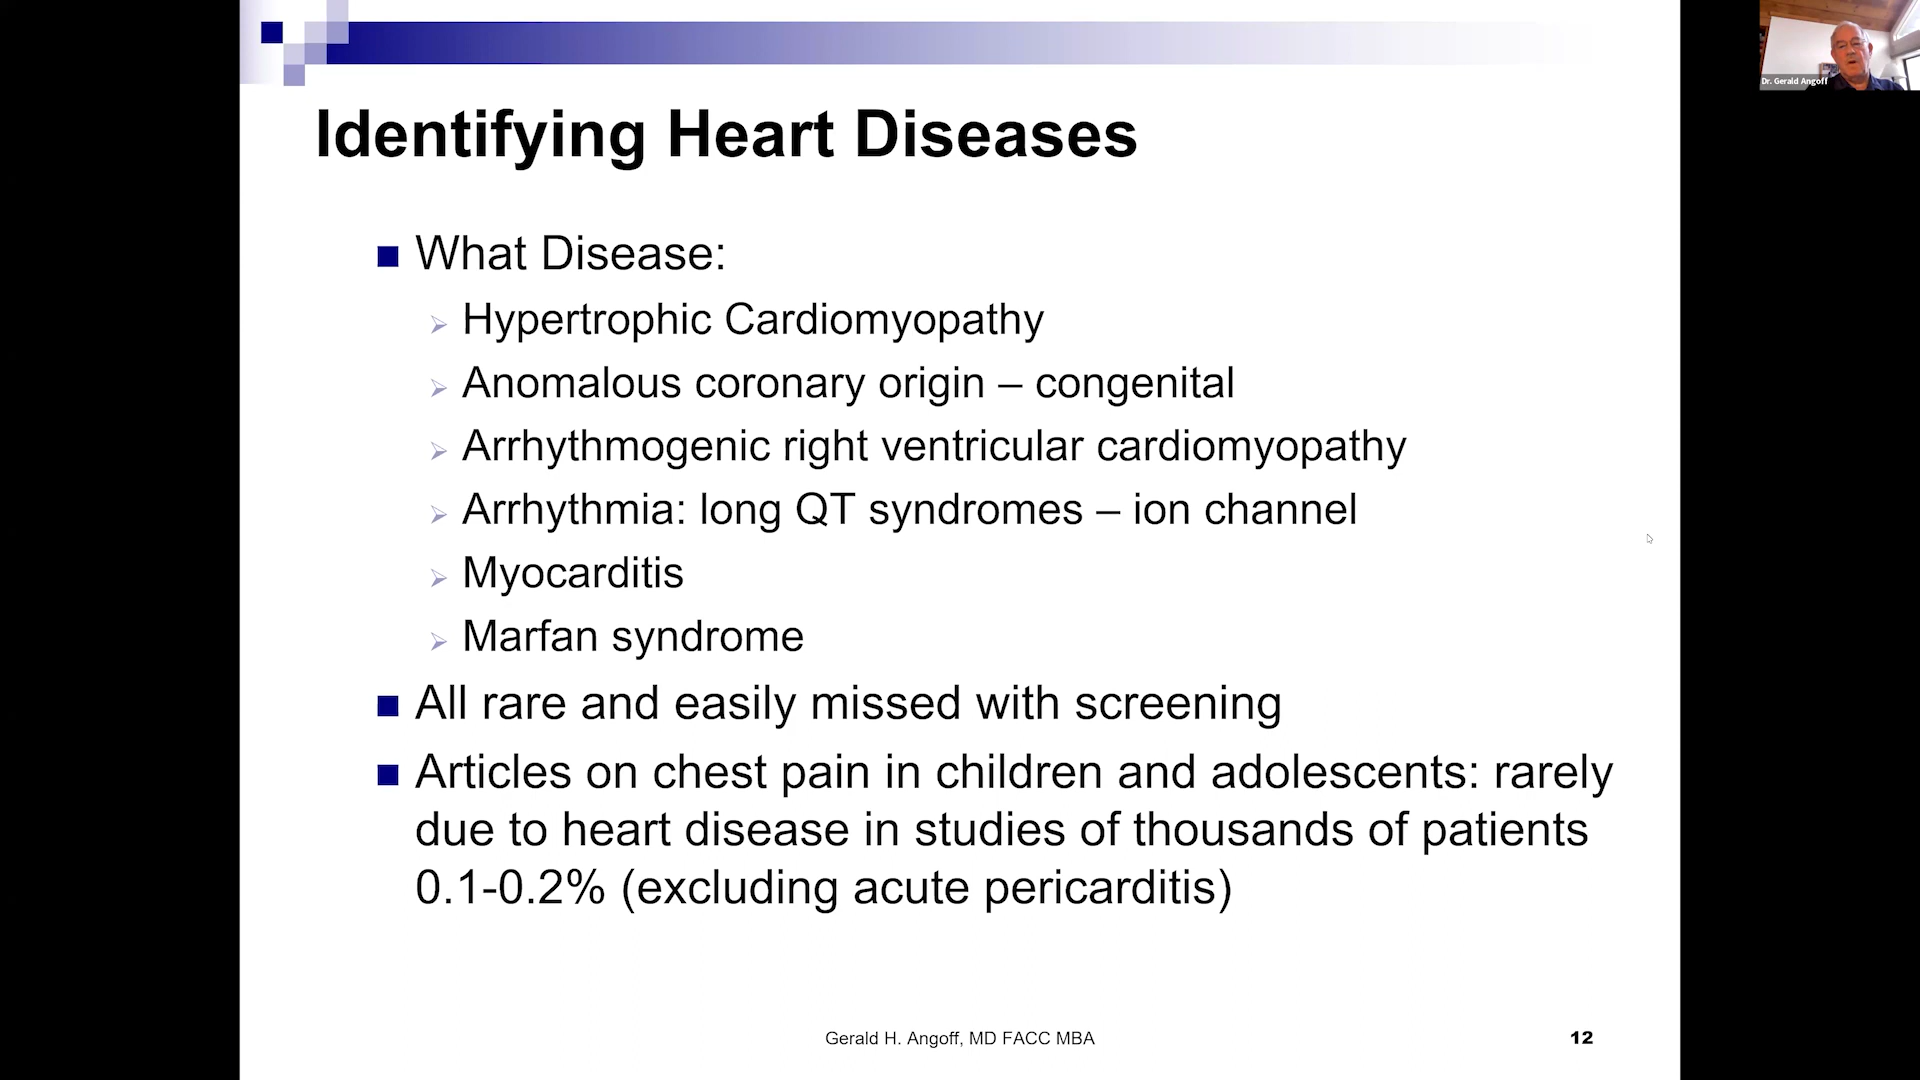 Dr. Gerald Angoff
Identifying Heart Diseases
What Disease:
Hypertrophic Cardiomyopathy
Anomalous coronary origin – congenital
Arrhythmogenic right ventricular cardiomyopathy
Arrhythmia: long QT syndromes – ion channel
Myocarditis
Marfan syndrome
All rare and easily missed with screening
Articles on chest pain in children and adolescents: rarely
due to heart disease in studies of thousands of patients
0.1-0.2% (excluding acute pericarditis)
Gerald H. Angoff, MD FACC MBA
12